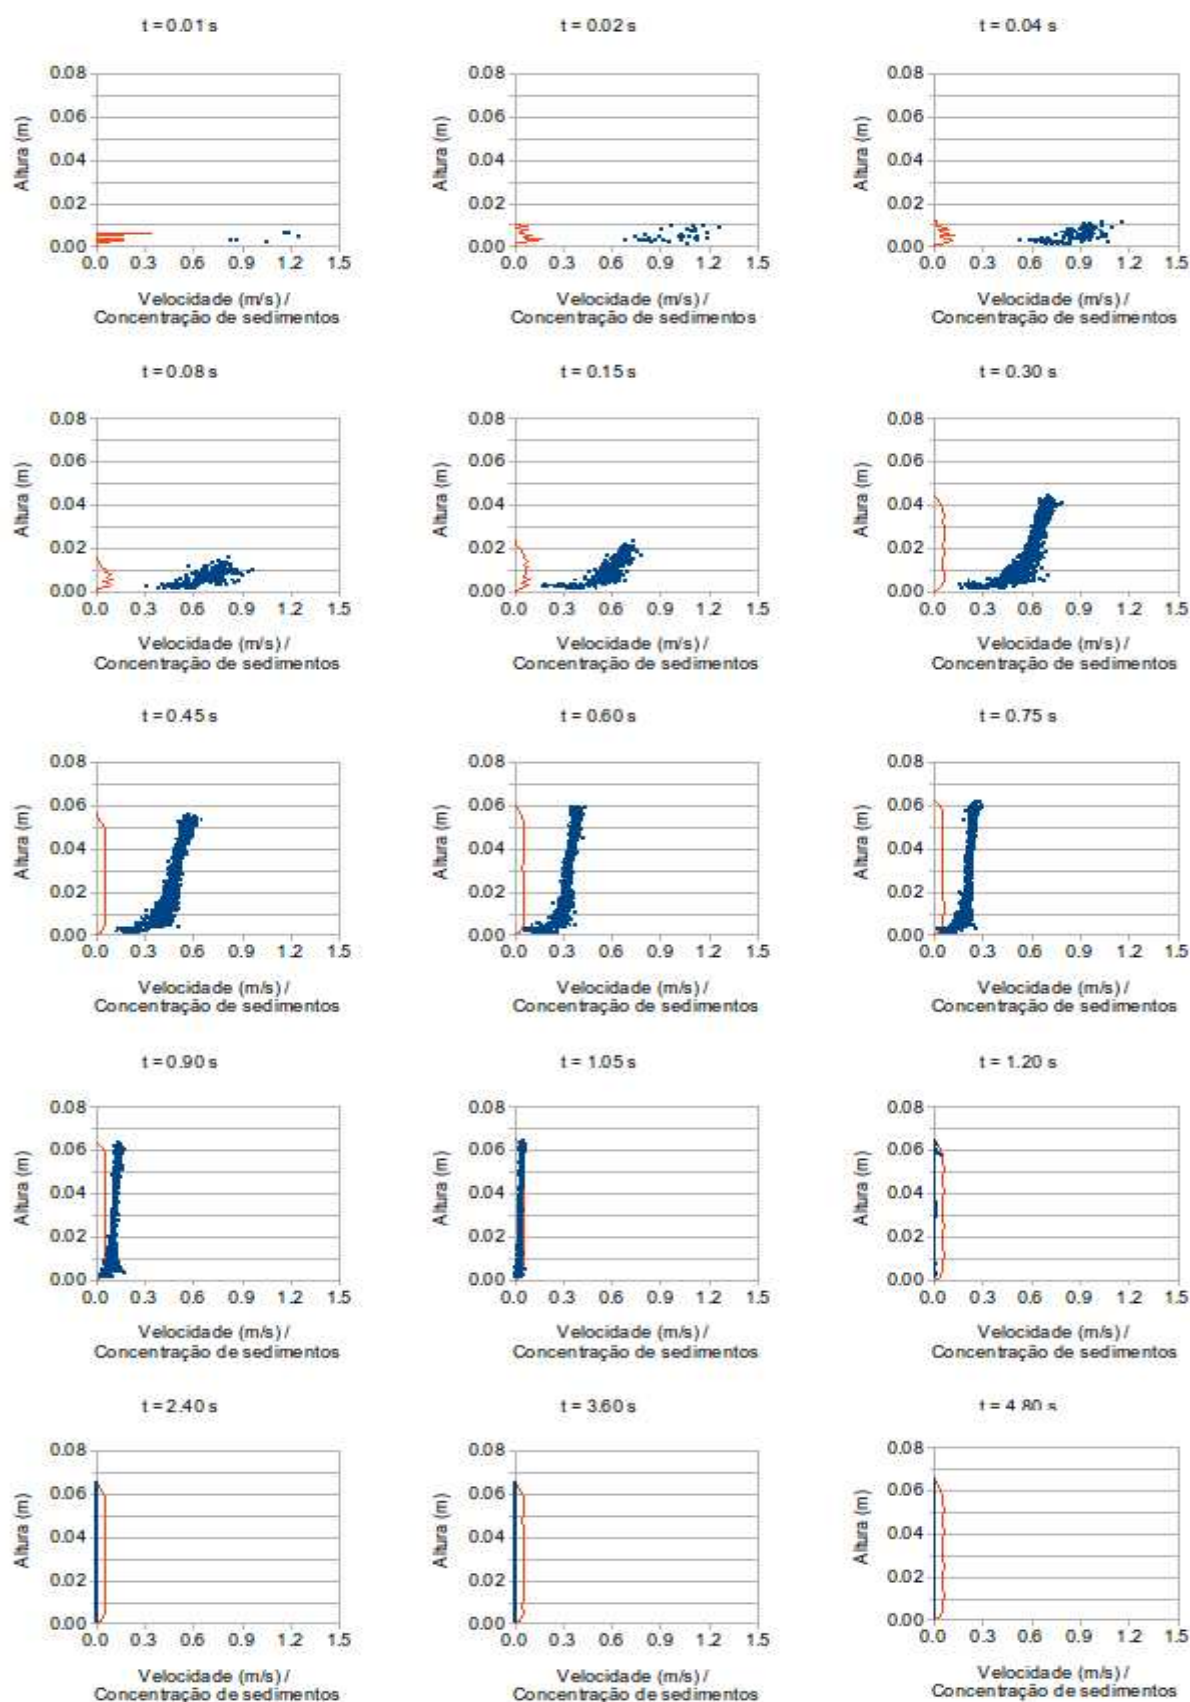 t = 0.01 s
t = 0.02 s
t = 0.04 s
0.08
0.06
0.04
0.02
0.00
Altura (m)
0.0 0.3 0.6 0.9 1.2 1.5
Velocidade (m/s) /
Concentração de sedimentos
0.08
0.06
0.04
0.02
0.00
Altura (m)
0.0 0.3 0.6 0.9 1.2 1.5
Velocidade (m/s) /
Concentração de sedimentos
0.08
0.06
0.04
0.02
0.00
Altura (m)
0.0 0.3 0.6 0.9 1.2 1.5
Velocidade (m/s) /
Concentração de sedimentos
t = 0.08 s
t = 0.15 s
t = 0.30 s
0.08
0.06
0.04
0.02
0.00
Altura (m)
0.0 0.3 0.6 0.9 1.2 1.5
Velocidade (m/s) /
Concentração de sedimentos
0.08
0.06
0.04
0.02
0.00
Altura (m)
0.0 0.3 0.6 0.9 1.2 1.5
Velocidade (m/s) /
Concentração de sedimentos
0.08
0.06
0.04
0.02
0.00
Altura (m)
0.0 0.3 0.6 0.9 1.2 1.5
Velocidade (m/s) /
Concentração de sedimentos
t = 0.45 s
t = 0.60 s
t = 0.75 s
0.08
0.06
0.04
0.02
0.00
Altura (m)
0.0 0.3 0.6 0.9 1.2 1.5
Velocidade (m/s) /
Concentração de sedimentos
0.08
0.06
0.04
0.02
0.00
Altura (m)
0.0 0.3 0.6 0.9 1.2 1.5
Velocidade (m/s) /
Concentração de sedimentos
0.08
0.06
0.04
0.02
0.00
Altura (m)
0.0 0.3 0.6 0.9 1.2 1.5
Velocidade (m/s) /
Concentração de sedimentos
t = 0.90 s
t = 1.05 s
t = 1.20 s
0.08
0.06
0.04
0.02
0.00
Altura (m)
0.0 0.3 0.6 0.9 1.2 1.5
Velocidade (m/s) /
Concentração de sedimentos
0.08
0.06
0.04
0.02
0.00
Altura (m)
0.0 0.3 0.6 0.9 1.2 1.5
Velocidade (m/s) /
Concentração de sedimentos
0.08
0.06
0.04
0.02
0.00
Altura (m)
0.0 0.3 0.6 0.9 1.2 1.5
Velocidade (m/s) /
Concentração de sedimentos
t = 2.40 s
t = 3.60 s
t = 4.80 s
0.08
0.06
0.04
0.02
0.00
Altura (m)
0.0 0.3 0.6 0.9 1.2 1.5
Velocidade (m/s) /
Concentração de sedimentos
0.08
0.06
0.04
0.02
0.00
Altura (m)
0.0 0.3 0.6 0.9 1.2 1.5
Velocidade (m/s) /
Concentração de sedimentos
0.08
0.06
0.04
0.02
0.00
Altura (m)
0.0 0.3 0.6 0.9 1.2 1.5
Velocidade (m/s) /
Concentração de sedimentos